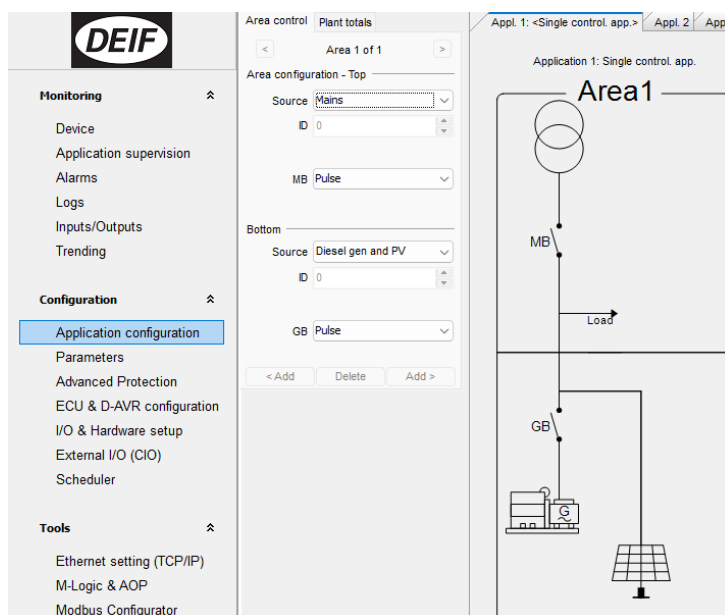 DEIF
Monitoring
Device
Application supervision
Alarms
Logs
Inputs/Outputs
Trending
Configuration
Application configuration
Parameters
Advanced Protection
ECU & D-AVR configuration
I/O & Hardware setup
External I/O (CIO)
Scheduler
Tools
Ethernet setting (TCP/IP)
M-Logic & AOP
Modbus Configurator
Area control Plant totals
< Area 1 of 1 >
Area configuration - Top
Source Mains
ID 0
MB Pulse
Bottom
Source Diesel gen and PV
ID 0
GB Pulse
< Add Delete Add >
Appl. 1: <Single control. app.> Appl. 2 App
Application 1: Single control. app.
Area1
MB
Load
GB
G